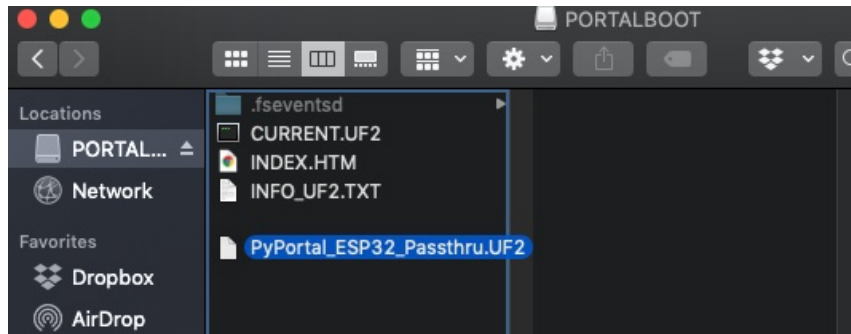 PORTALBOOT
Locations
PORTAL...
Network
Favorites
Dropbox
AirDrop
.fseventsd
CURRENT.UF2
INDEX.HTM
INFO_UF2.TXT
PyPortal_ESP32_Passthru.UF2